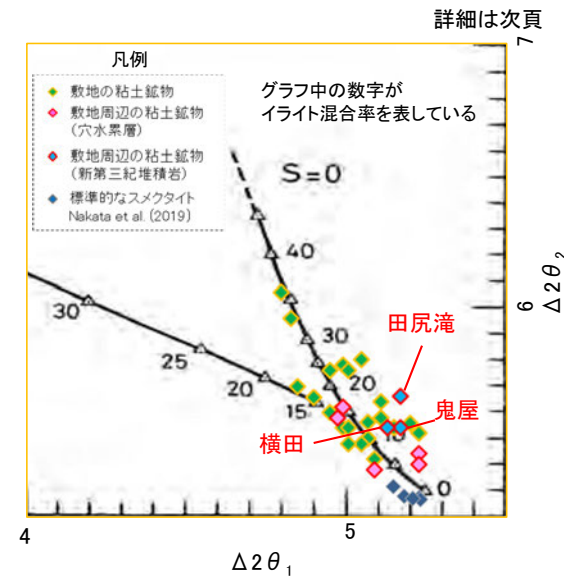 詳細は次頁
凡例
敷地の粘土鉱物
敷地周辺の粘土鉱物
(穴水累層)
敷地周辺の粘土鉱物
(新第三紀堆積岩)
標準的なスメクタイト
Nakata et al. (2019)
グラフ中の数字が
イライト混合率を表している
S=0
40
30
20
10
0
30
25
20
15
田尻滝
鬼屋
横田
7
6
Δ2θ₂
4
5
Δ2θ₁